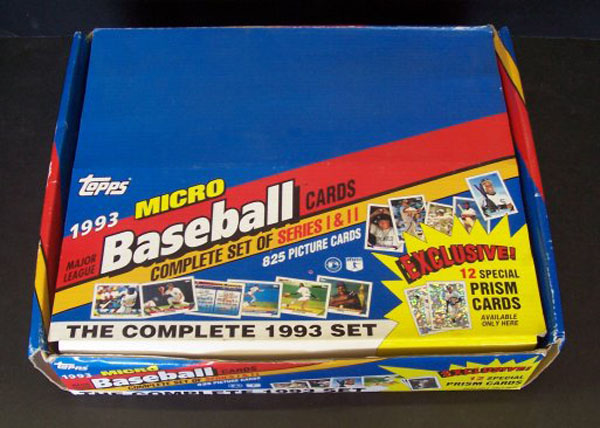 TOPPS
1993 MICRO
MAJOR LEAGUE Baseball CARDS
COMPLETE SET OF SERIES I & II
825 PICTURE CARDS
EXCLUSIVE!
12 SPECIAL
PRISM
CARDS
AVAILABLE
ONLY HERE
THE COMPLETE 1993 SET
TOPPS
1993 MICRO
Baseball CARDS
COMPLETE SET OF SERIES I & II
825 PICTURE CARDS
EXCLUSIVE!
12 SPECIAL
PRISM CARDS
THE COMPLETE 1993 SET